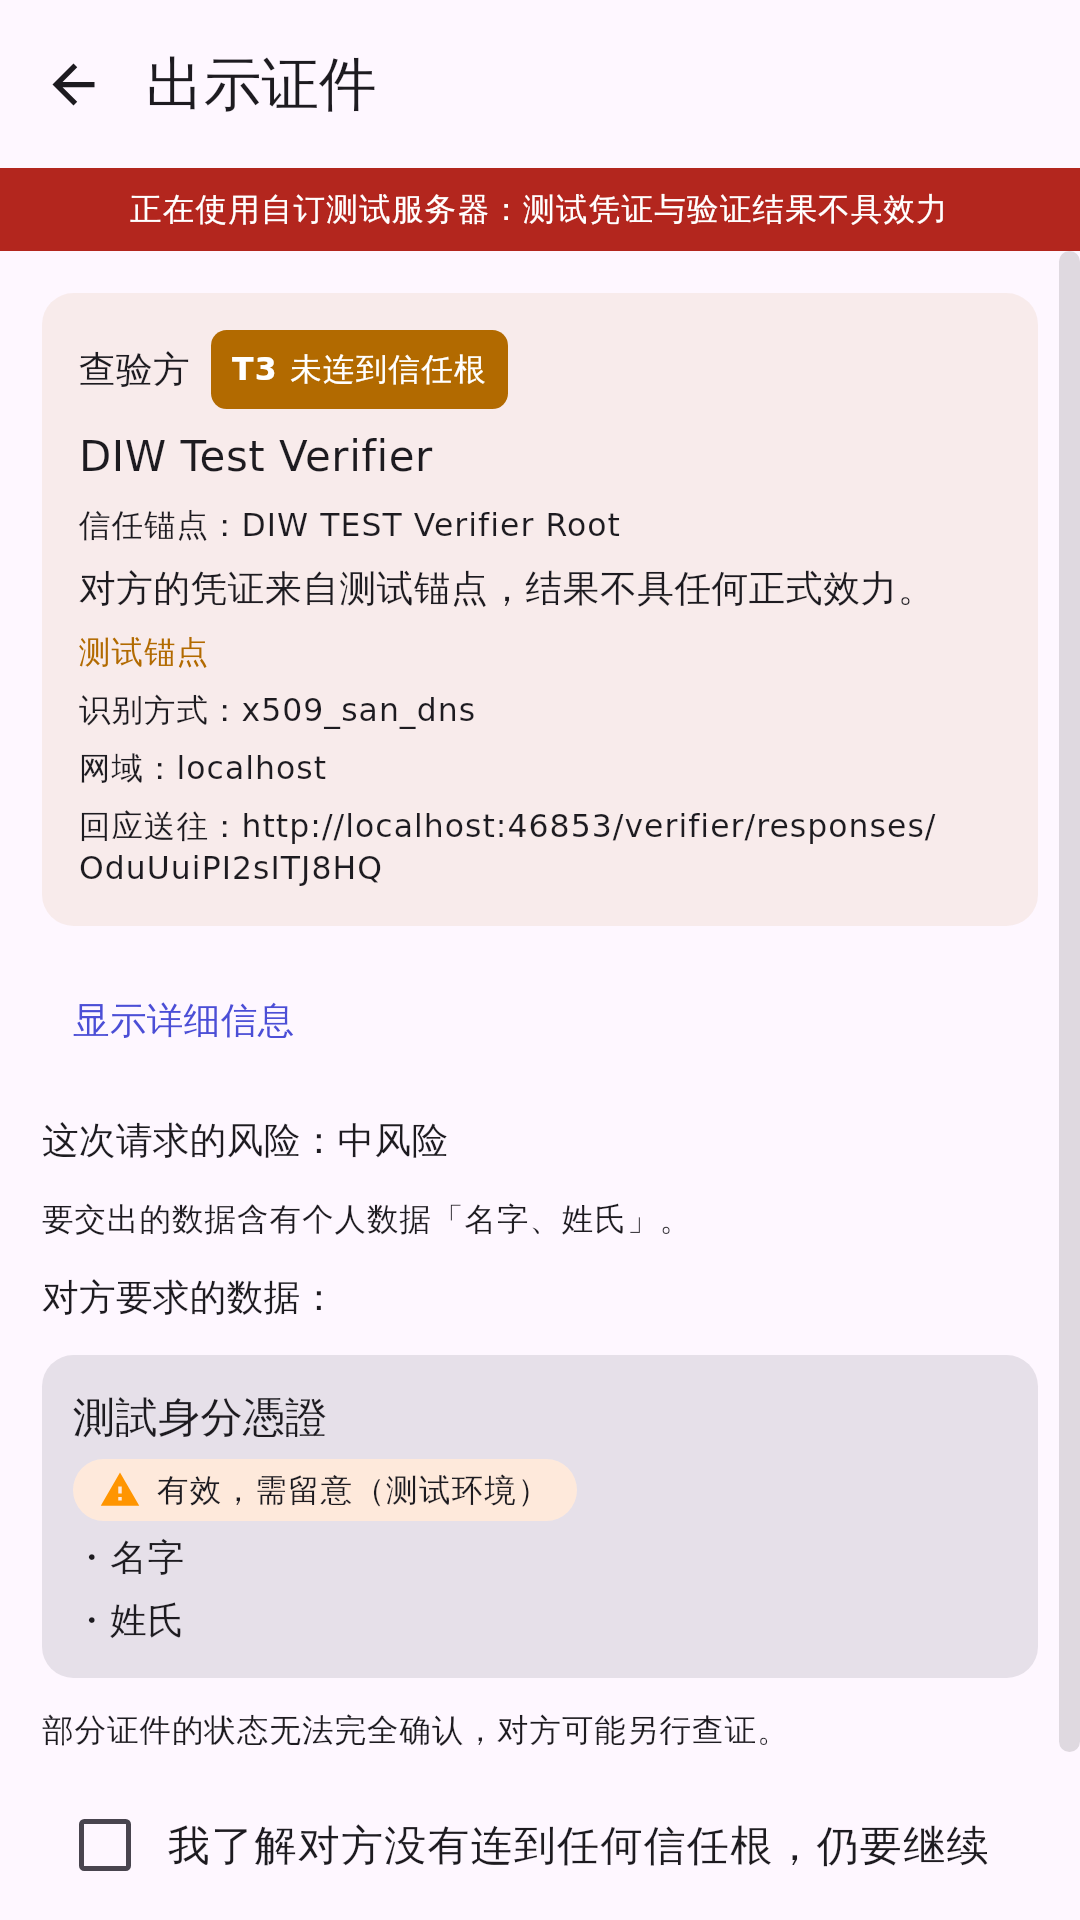 出示证件
正在使用自订测试服务器：测试凭证与验证结果不具效力
查验方 T3 未连到信任根
DIW Test Verifier
信任锚点：DIW TEST Verifier Root
对方的凭证来自测试锚点，结果不具任何正式效力。
测试锚点
识别方式：x509_san_dns
网域：localhost
回应送往：http://localhost:46853/verifier/responses/
OduUuiPI2sITJ8HQ
显示详细信息
这次请求的风险：中风险
要交出的数据含有个人数据「名字、姓氏」。
对方要求的数据：
測試身分憑證
有效，需留意（测试环境）
・名字
・姓氏
部分证件的状态无法完全确认，对方可能另行查证。
我了解对方没有连到任何信任根，仍要继续